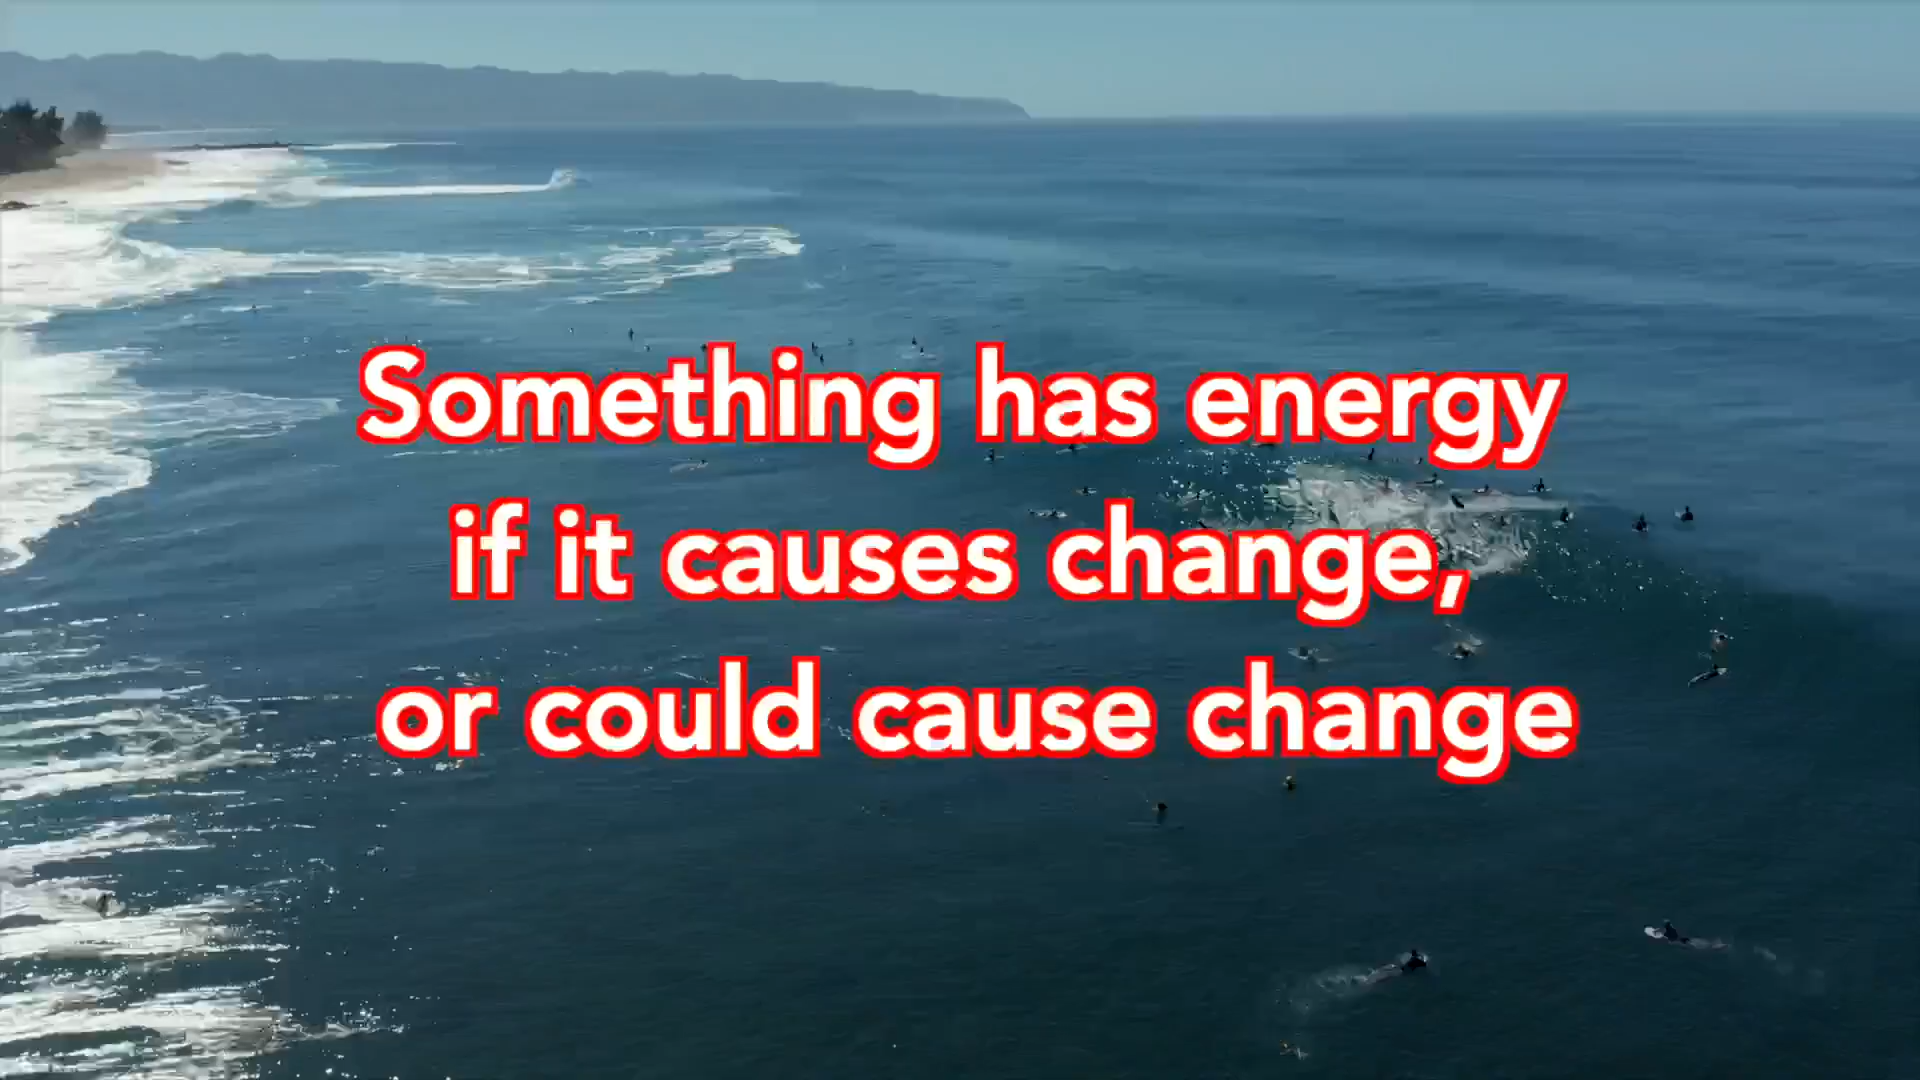 Something has energy
if it causes change,
or could cause change